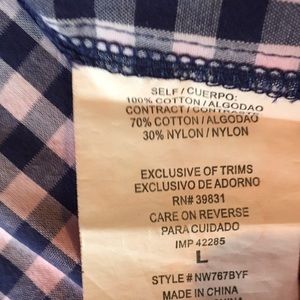 SELF / CUERPO:
100% COTTON / ALGODAO
CONTRACT / CONTRASTE
70% COTTON / ALGODAO
30% NYLON / NYLON
EXCLUSIVE OF TRIMS
EXCLUSIVO DE ADORNO
RN# 39831
CARE ON REVERSE
PARA CUIDADO
IMP 42285
L
STYLE # NW767BYF
MADE IN CHINA